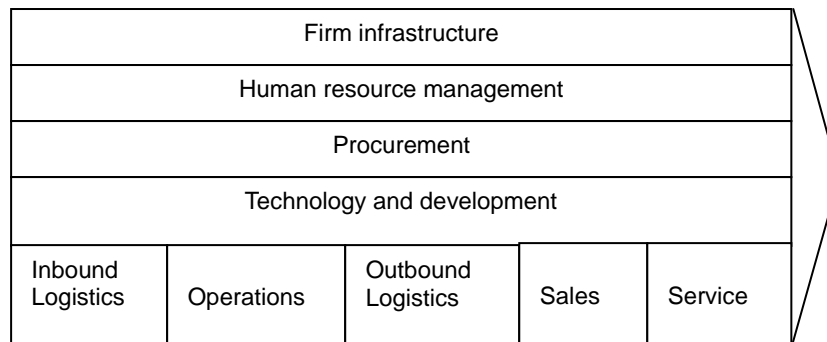 Firm infrastructure
Human resource management
Procurement
Technology and development
Inbound
Logistics
Operations
Outbound
Logistics
Sales
Service